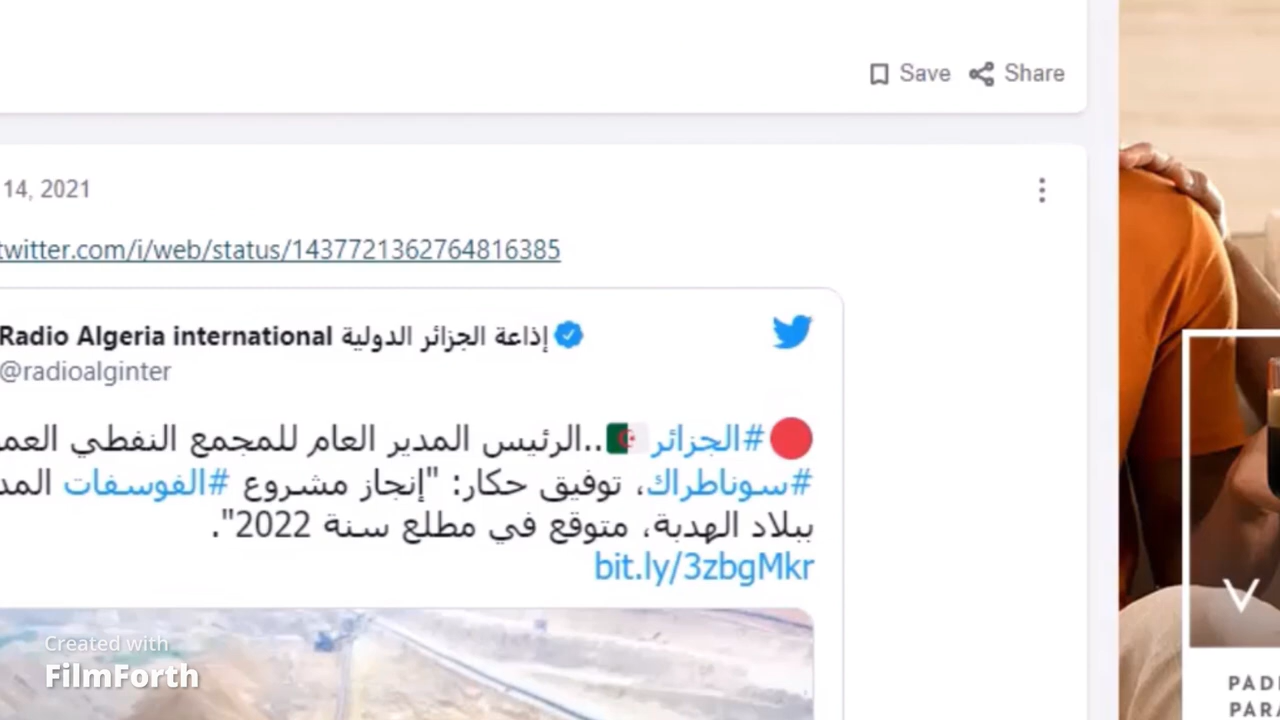 Save Share
14, 2021
twitter.com/i/web/status/1437721362764816385
Radio Algeria international إذاعة الجزائر الدولية
@radioalginter
#الجزائر..الرئيس المدير العام للمجمع النفطي
#سوناطراك، توفيق حكار: "إنجاز مشروع #الفوسفات
ببلاد الهدبة، متوقع في مطلع سنة 2022".
bit.ly/3zbgMkr
Created with
FilmForth